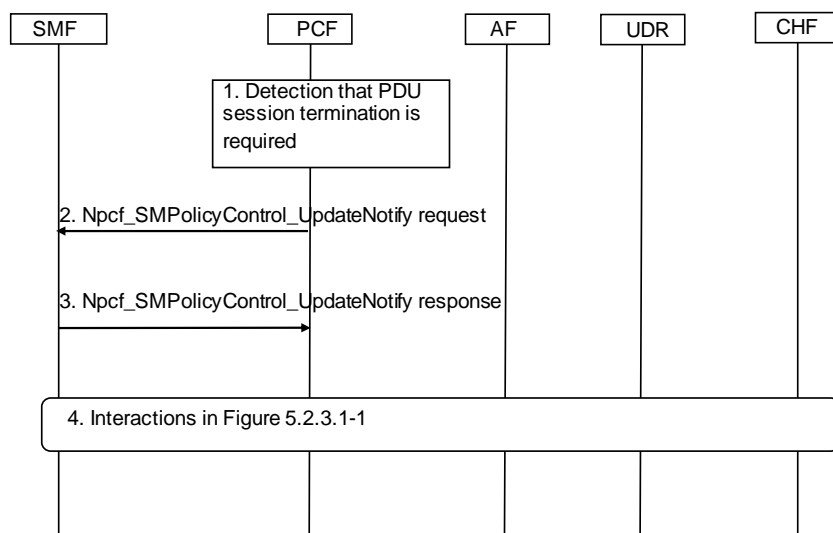 SMF PCF AF UDR CHF
1. Detection that PDU
session termination is
required
2. Npcf_SMPolicyControl_UpdateNotify request
3. Npcf_SMPolicyControl_UpdateNotify response
4. Interactions in Figure 5.2.3.1-1